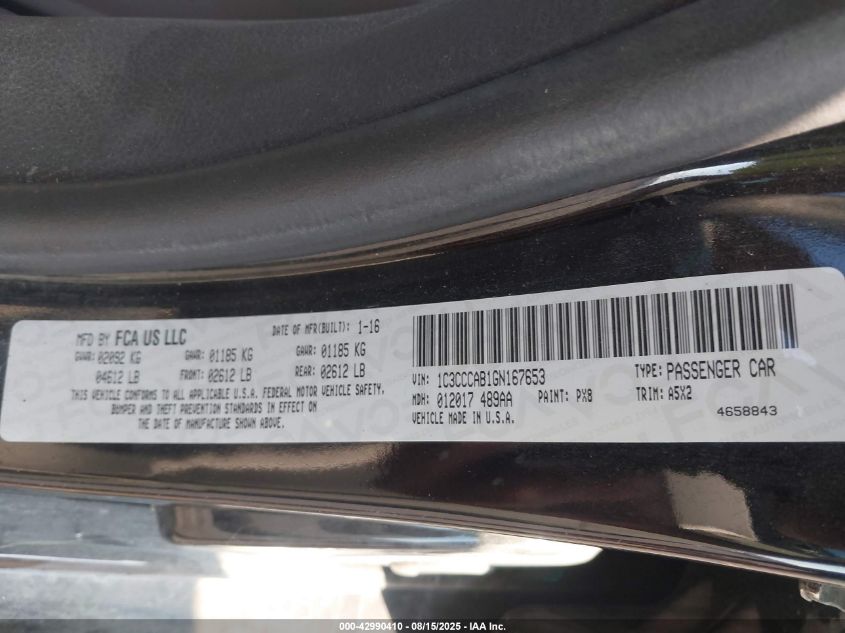 MFD BY FCA US LLC
DATE OF MFR(BUILT): 1-16
GVWR: 02092 KG GAWR: 01185 KG GAWR: 01185 KG
04612 LB FRONT: 02612 LB REAR: 02612 LB
THIS VEHICLE CONFORMS TO ALL APPLICABLE U.S.A. FEDERAL MOTOR VEHICLE SAFETY,
BUMPER AND THEFT PREVENTION STANDARDS IN EFFECT ON
THE DATE OF MANUFACTURE SHOWN ABOVE.
VIN: 1C3CCCAB1GN167653 TYPE: PASSENGER CAR
MDH: 012017 489AA PAINT: PX8 TRIM: A5X2
VEHICLE MADE IN U.S.A. 4658843
000-42990410 - 08/15/2025 - IAA Inc.